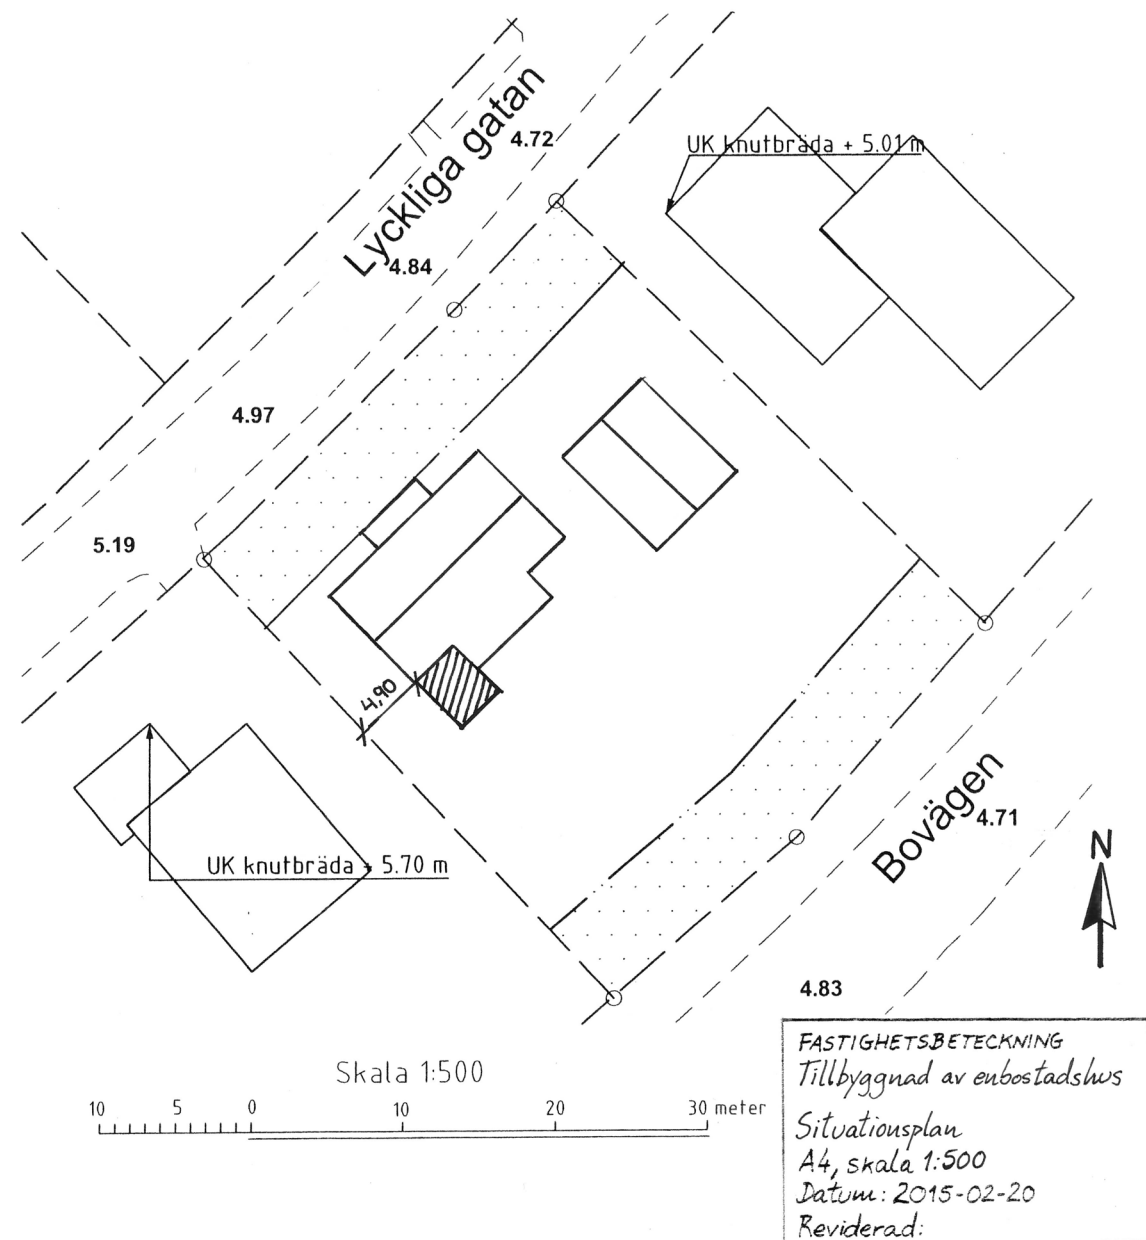 Lyckliga gatan
4.72
UK knutbräda + 5.01 m
4.84
4.97
5.19
4,90
Bovägen
4.71
UK knutbräda + 5.70 m
N
4.83
Skala 1:500
10 5 0 10 20 30 meter
FASTIGHETSBETECKNING
Tillbyggnad av enbostadshus
Situationsplan
A4, skala 1:500
Datum: 2015-02-20
Reviderad: